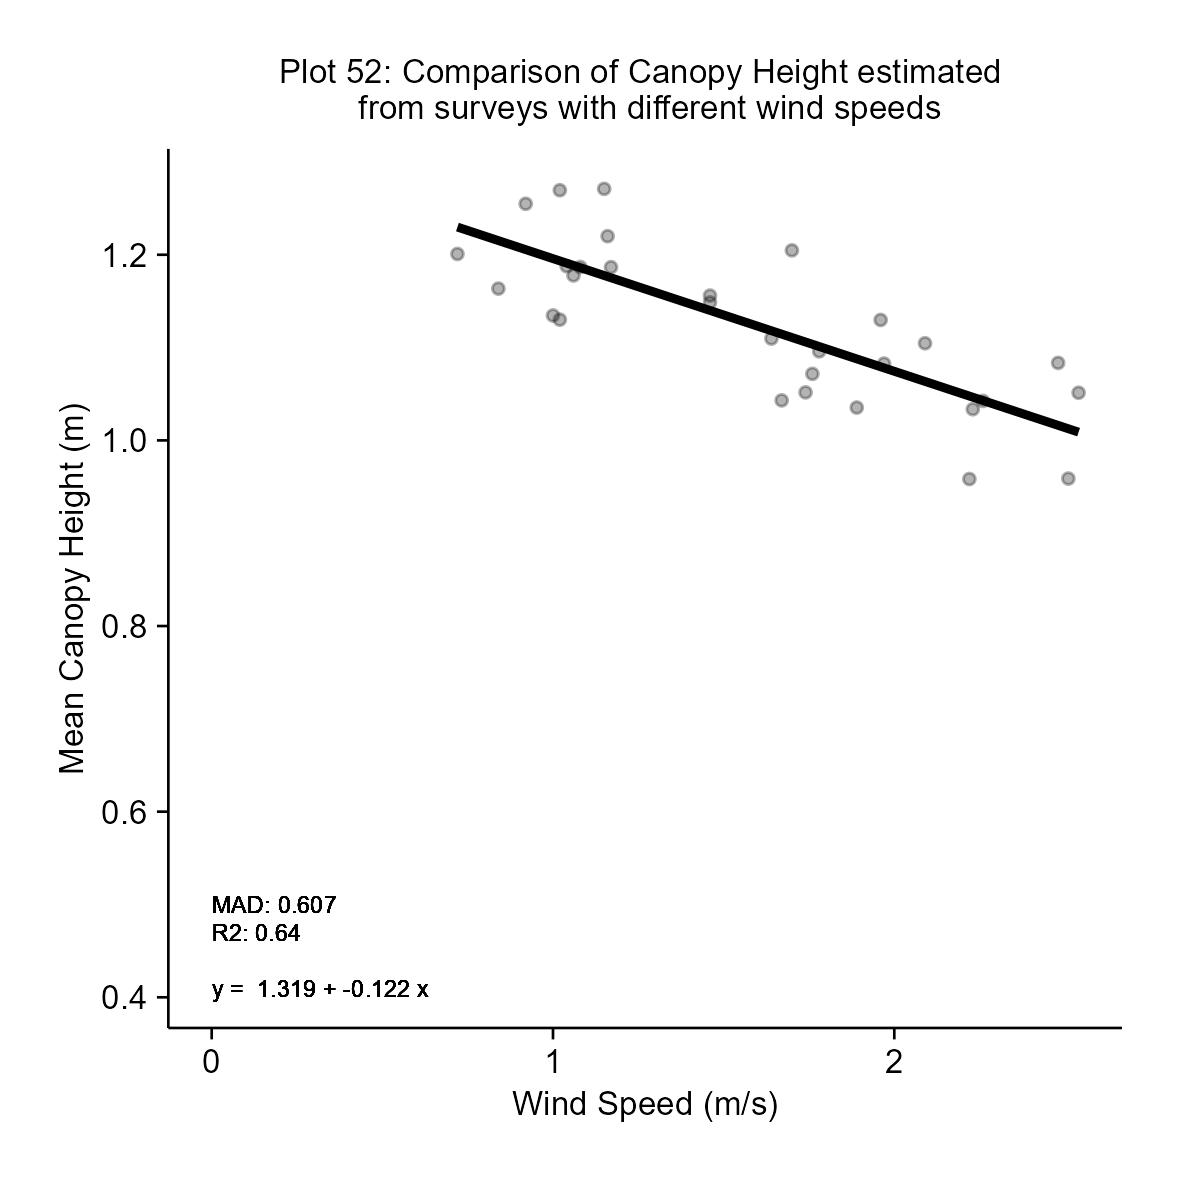 Plot 52: Comparison of Canopy Height estimated
from surveys with different wind speeds
Mean Canopy Height (m)
1.2
1.0
0.8
0.6
0.4
MAD: 0.607
R2: 0.64
y =  1.319 + -0.122 x
0 1 2
Wind Speed (m/s)